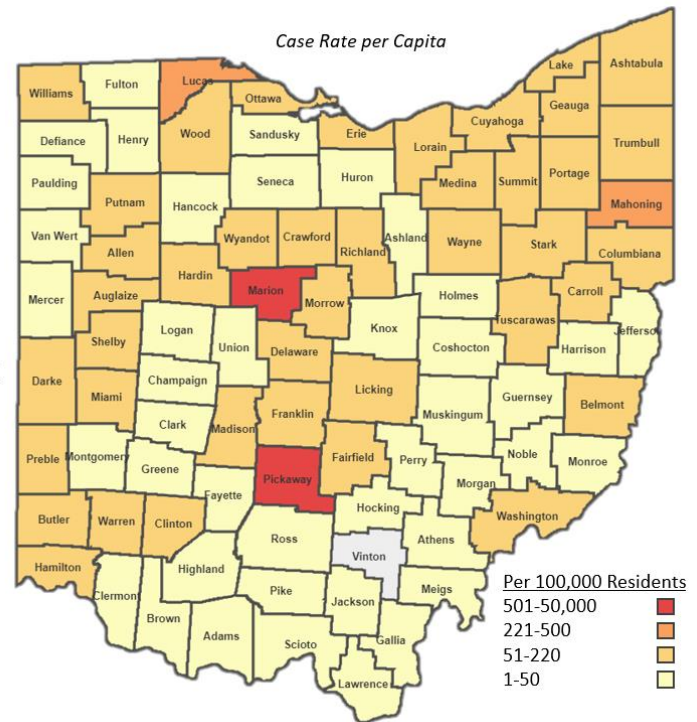 Case Rate per Capita
Williams
Fulton
Lucas
Ottawa
Lake
Ashtabula
Geauga
Cuyahoga
Defiance
Henry
Wood
Sandusky
Erie
Lorain
Trumbull
Paulding
Putnam
Hancock
Seneca
Huron
Medina
Summit
Portage
Mahoning
Van Wert
Allen
Wyandot
Crawford
Richland
Ashland
Wayne
Stark
Columbiana
Mercer
Auglaize
Hardin
Marion
Morrow
Holmes
Tuscarawas
Carroll
Jefferson
Logan
Union
Knox
Coshocton
Harrison
Shelby
Delaware
Darke
Miami
Champaign
Licking
Guernsey
Belmont
Clark
Madison
Franklin
Muskingum
Preble
Montgomery
Greene
Fayette
Pickaway
Fairfield
Perry
Noble
Monroe
Morgan
Butler
Warren
Clinton
Hocking
Washington
Ross
Athens
Hamilton
Highland
Vinton
Clermont
Pike
Jackson
Meigs
Brown
Adams
Scioto
Gallia
Lawrence
Per 100,000 Residents
501-50,000
221-500
51-220
1-50